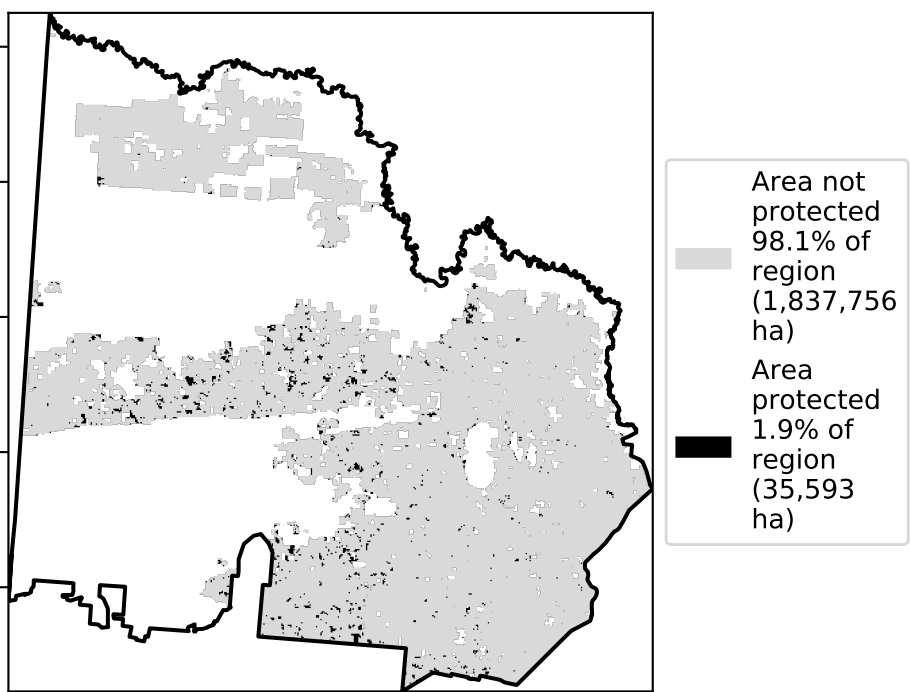 Area not
protected
98.1% of
region
(1,837,756
ha)
Area
protected
1.9% of
region
(35,593
ha)